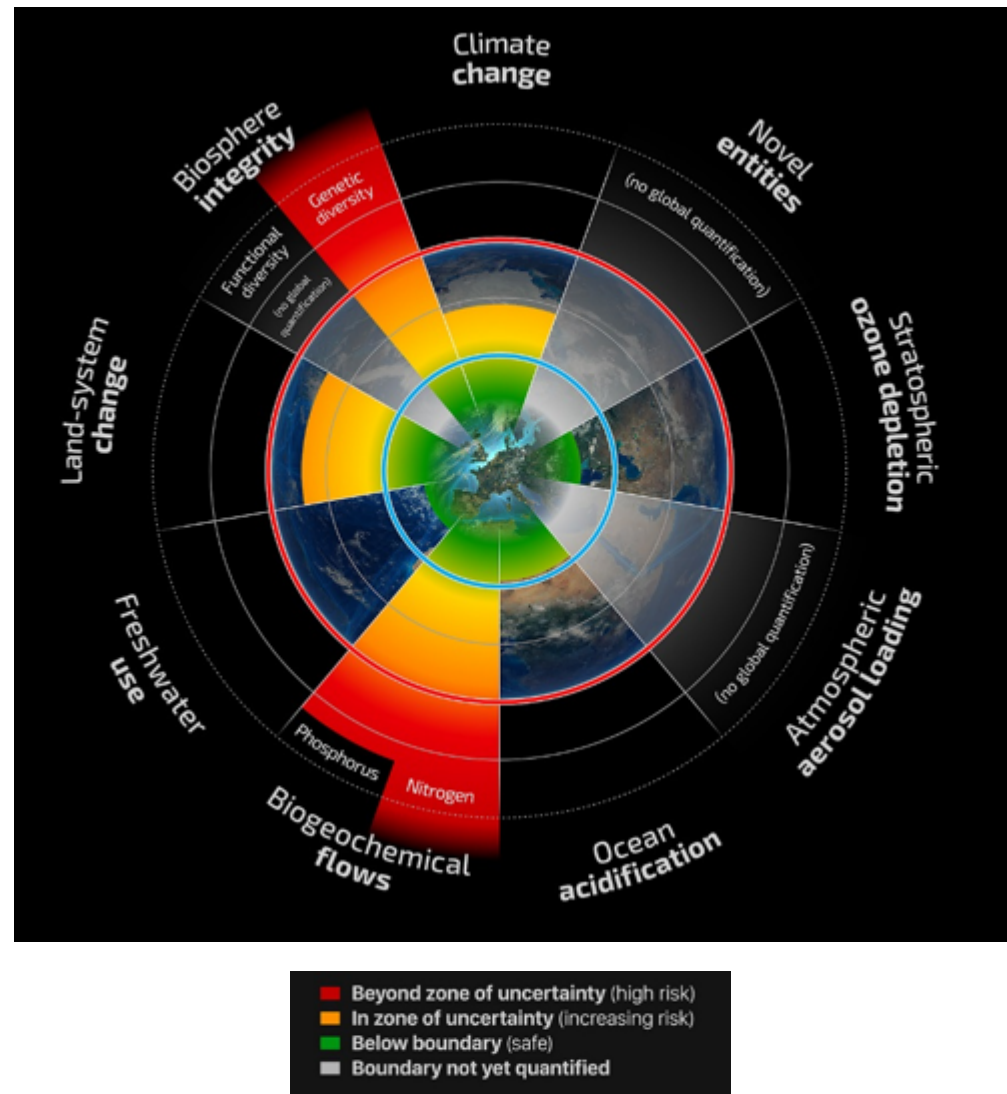 Climate
change
Novel
entities
(no global quantification)
Stratospheric
ozone depletion
Atmospheric
aerosol loading
(no global quantification)
Ocean
acidification
Biogeochemical
flows
Phosphorus
Nitrogen
Freshwater
use
Land-system
change
Biosphere
integrity
Genetic
diversity
Functional
diversity
(no global
quantification)
Beyond zone of uncertainty (high risk)
In zone of uncertainty (increasing risk)
Below boundary (safe)
Boundary not yet quantified